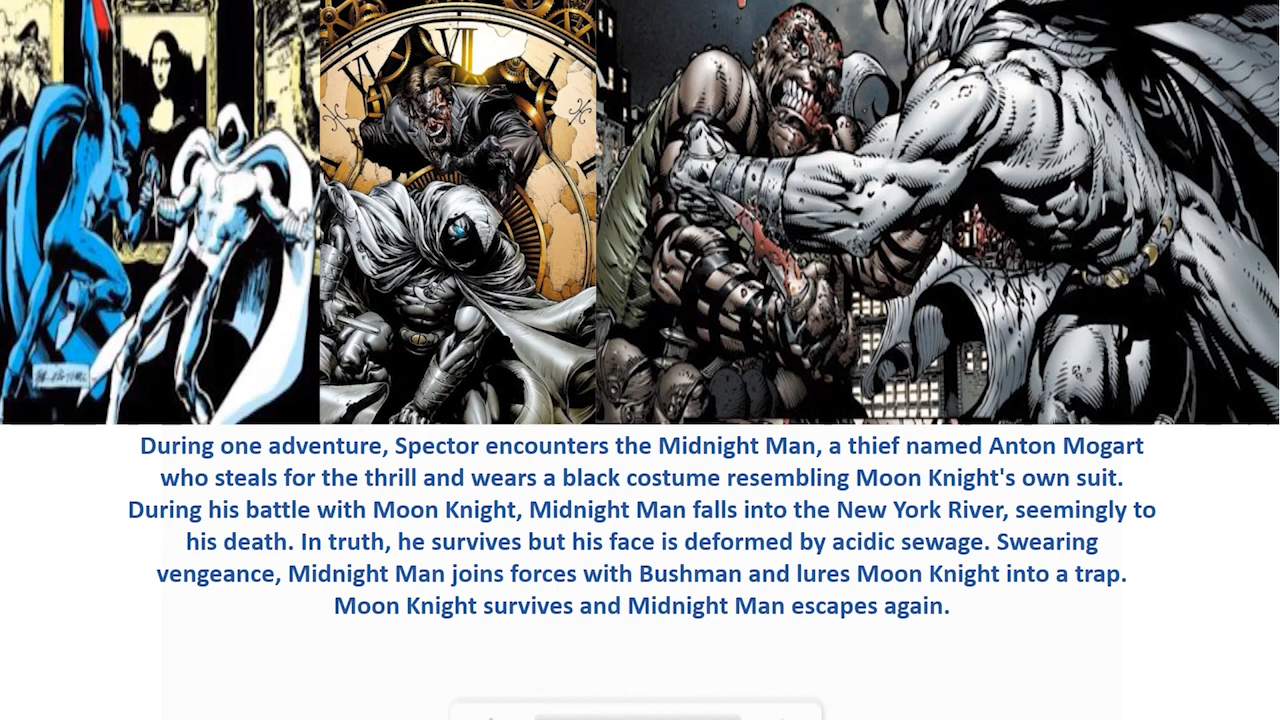 VI
VII
I
During one adventure, Spector encounters the Midnight Man, a thief named Anton Mogart
who steals for the thrill and wears a black costume resembling Moon Knight's own suit.
During his battle with Moon Knight, Midnight Man falls into the New York River, seemingly to
his death. In truth, he survives but his face is deformed by acidic sewage. Swearing
vengeance, Midnight Man joins forces with Bushman and lures Moon Knight into a trap.
Moon Knight survives and Midnight Man escapes again.